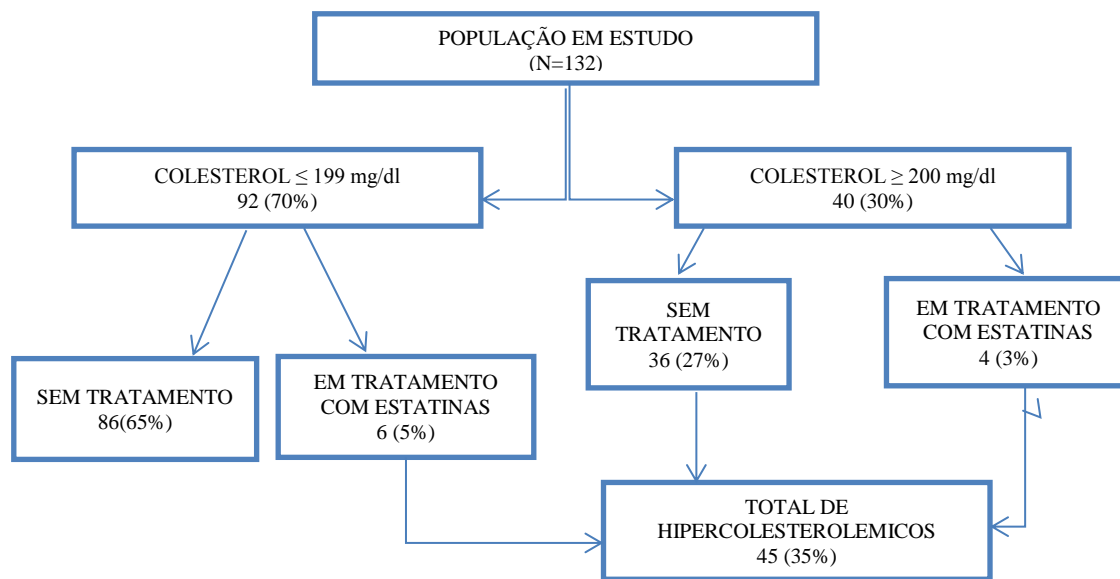 POPULAÇÃO EM ESTUDO
(N=132)
COLESTEROL ≤ 199 mg/dl
92 (70%)
COLESTEROL ≥ 200 mg/dl
40 (30%)
SEM TRATAMENTO
86(65%)
EM TRATAMENTO
COM ESTATINAS
6 (5%)
SEM
TRATAMENTO
36 (27%)
EM TRATAMENTO
COM ESTATINAS
4 (3%)
TOTAL DE
HIPERCOLESTEROLEMICOS
45 (35%)